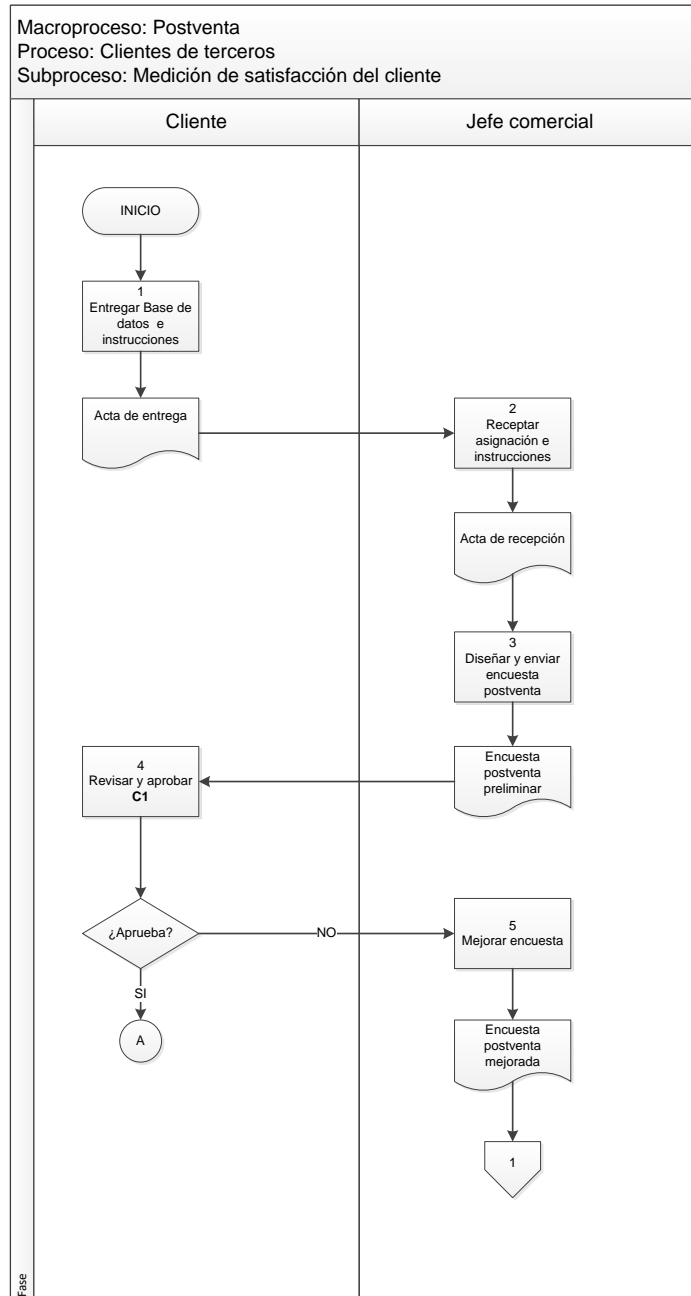 Macroproceso: Postventa
Proceso: Clientes de terceros
Subproceso: Medición de satisfacción del cliente
Cliente
Jefe comercial
INICIO
1
Entregar Base de
datos e
instrucciones
Acta de entrega
2
Receptar
asignación e
instrucciones
Acta de recepción
3
Diseñar y enviar
encuesta
postventa
Encuesta
postventa
preliminar
4
Revisar y aprobar
C1
¿Aprueba?
NO
5
Mejorar encuesta
SI
A
Encuesta
postventa
mejorada
1
Fase